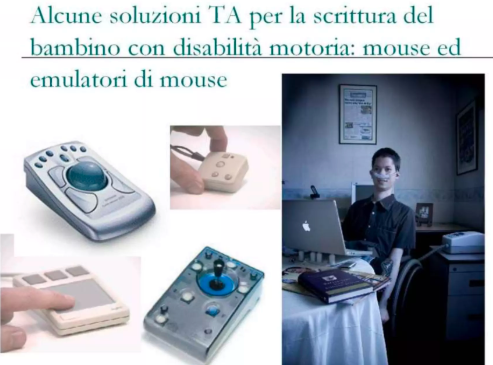 Alcune soluzioni TA per la scrittura del
bambino con disabilità motoria: mouse ed
emulatori di mouse